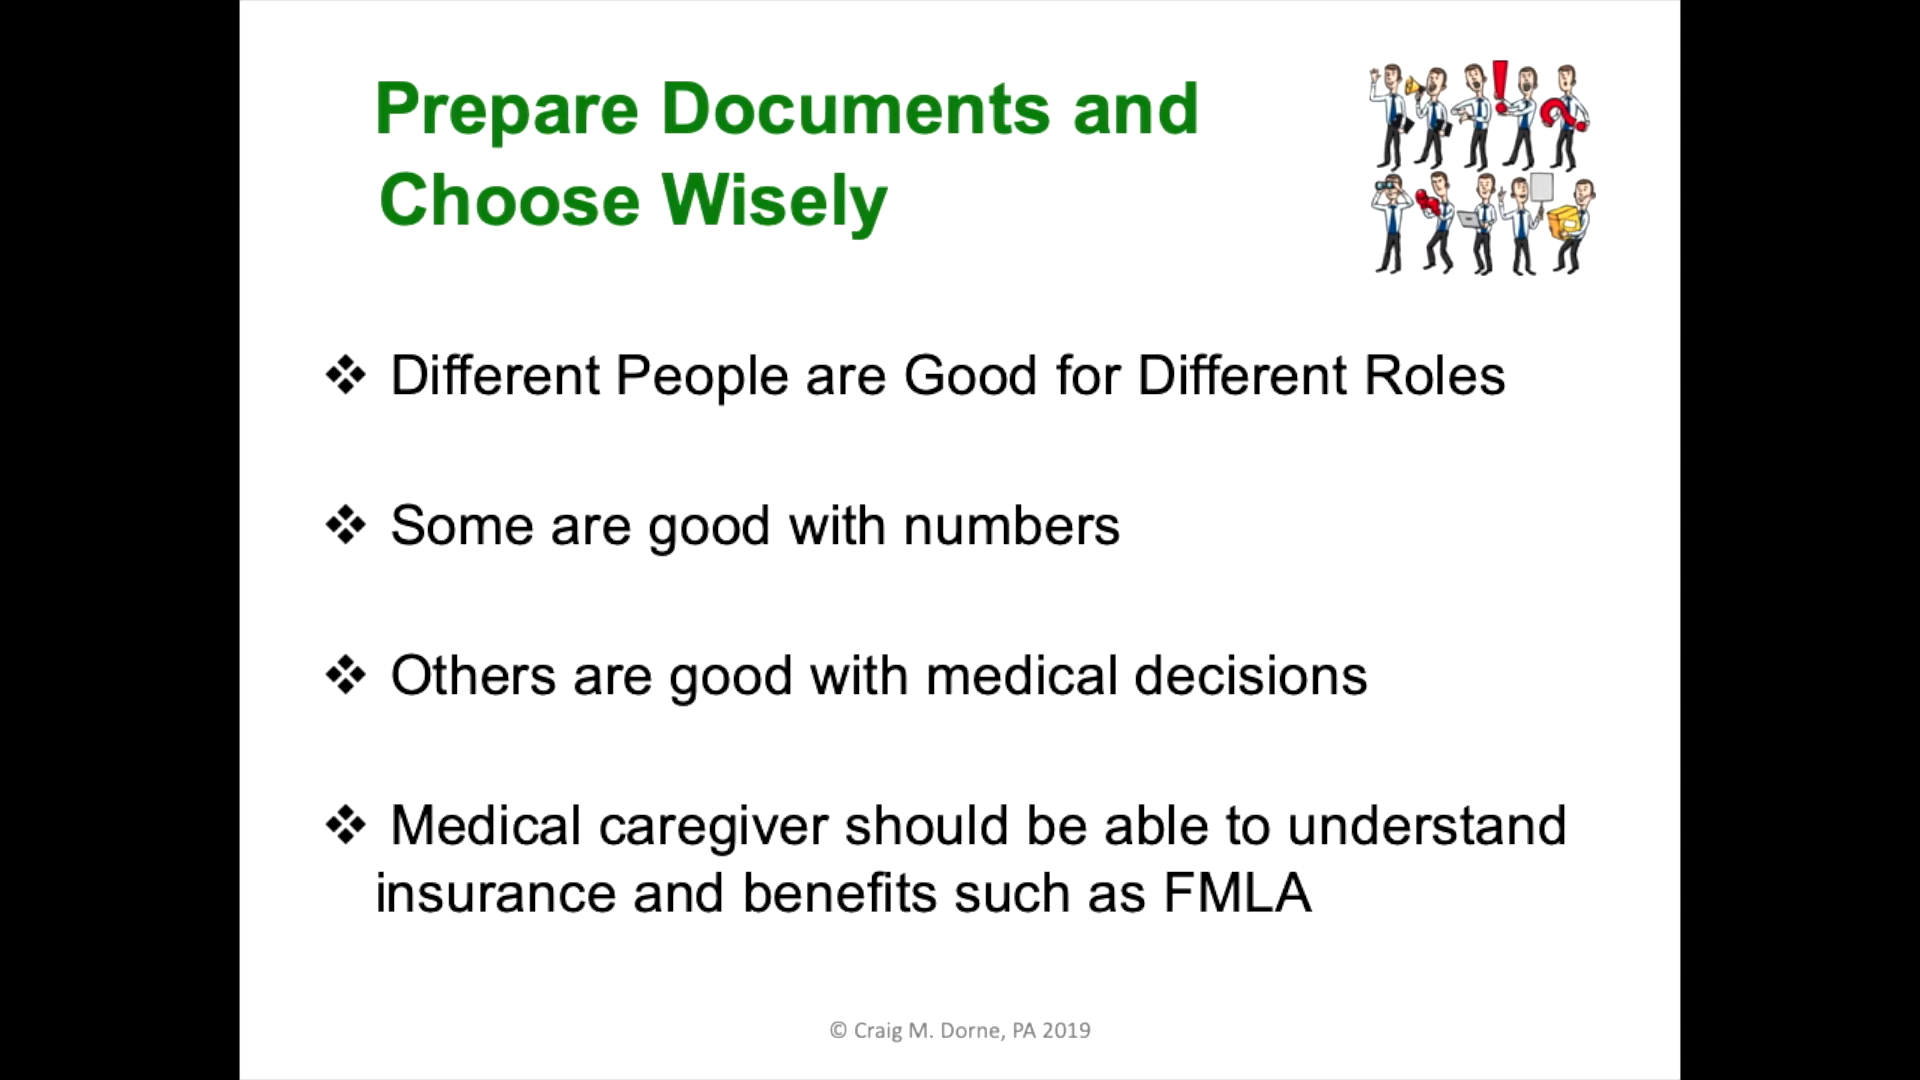 Prepare Documents and
Choose Wisely
❖ Different People are Good for Different Roles
❖ Some are good with numbers
❖ Others are good with medical decisions
❖ Medical caregiver should be able to understand
insurance and benefits such as FMLA
© Craig M. Dorne, PA 2019